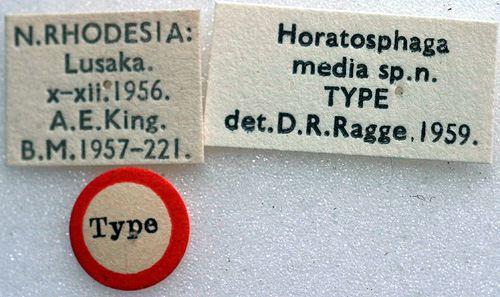 N.RHODESIA:
Lusaka.
x-xii.1956.
A.E.King.
B.M.1957-221.
Horatosphaga
media sp.n.
TYPE
det.D.R.Ragge.1959.
Type